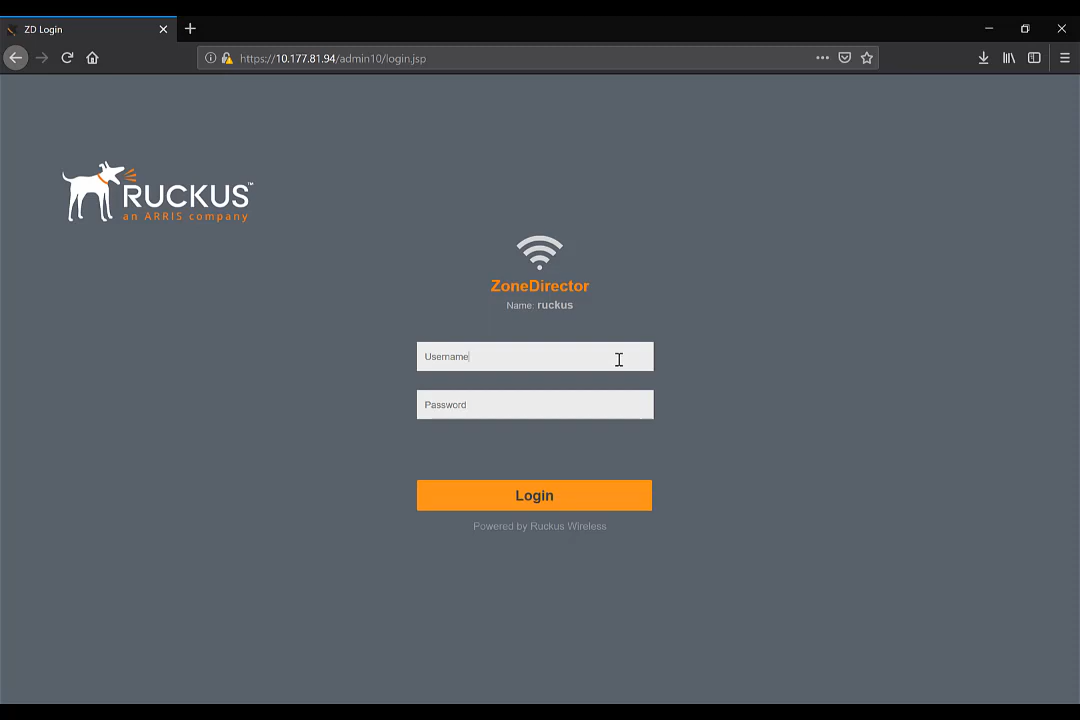 ZD Login
https://10.177.81.94/admin10/login.jsp
RUCKUS™
an ARRIS company
ZoneDirector
Name: ruckus
Username
Password
Login
Powered by Ruckus Wireless